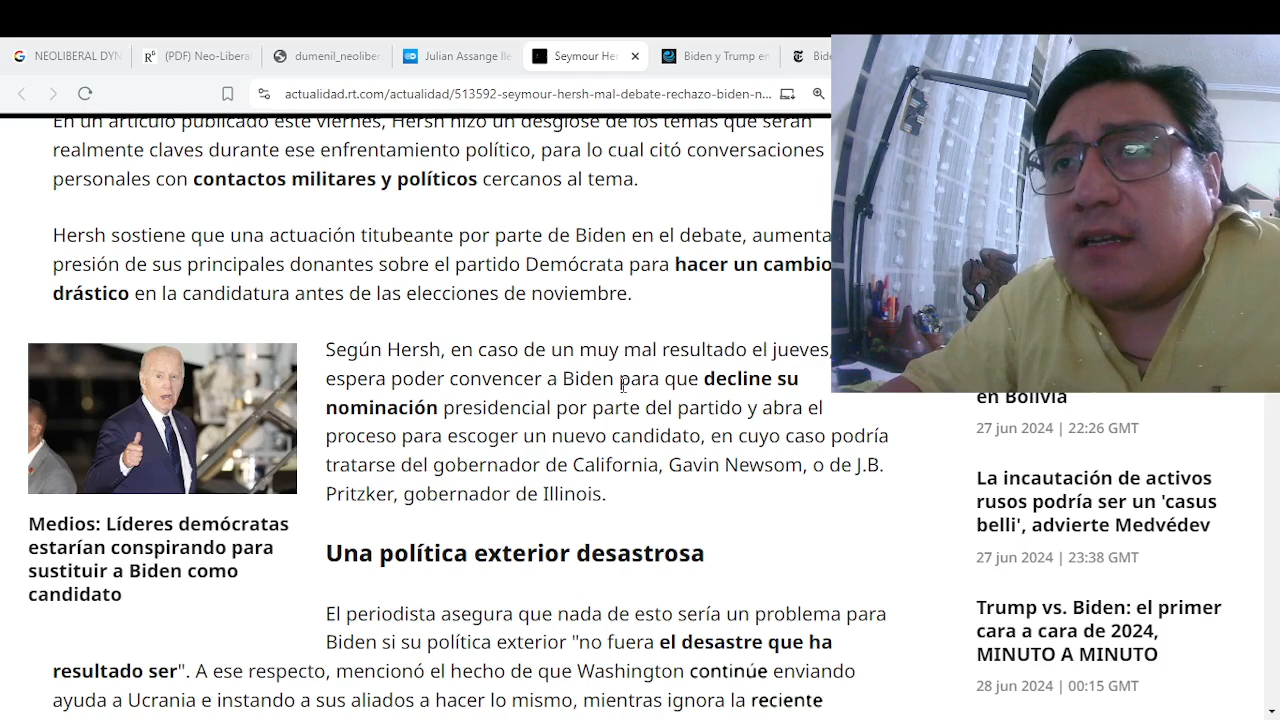 NEOLIBERAL DYN
(PDF) Neo-Libera
dumenil_neoliber
Julian Assange lle
Seymour Her
Biden y Trump en
Bide
actualidad.rt.com/actualidad/513592-seymour-hersh-mal-debate-rechazo-biden-n...
En un artículo publicado este viernes, Hersh hizo un desglose de los temas que serán
realmente claves durante ese enfrentamiento político, para lo cual citó conversaciones
personales con contactos militares y políticos cercanos al tema.
Hersh sostiene que una actuación titubeante por parte de Biden en el debate, aumenta
presión de sus principales donantes sobre el partido Demócrata para hacer un cambio
drástico en la candidatura antes de las elecciones de noviembre.
Según Hersh, en caso de un muy mal resultado el jueves,
espera poder convencer a Biden para que decline su
nominación presidencial por parte del partido y abra el
proceso para escoger un nuevo candidato, en cuyo caso podría
tratarse del gobernador de California, Gavin Newsom, o de J.B.
Pritzker, gobernador de Illinois.
Medios: Líderes demócratas
estarían conspirando para
sustituir a Biden como
candidato
Una política exterior desastrosa
El periodista asegura que nada de esto sería un problema para
Biden si su política exterior "no fuera el desastre que ha
resultado ser". A ese respecto, mencionó el hecho de que Washington continúe enviando
ayuda a Ucrania e instando a sus aliados a hacer lo mismo, mientras ignora la reciente
en Bolivia
27 jun 2024 | 22:26 GMT
La incautación de activos
rusos podría ser un 'casus
belli', advierte Medvédev
27 jun 2024 | 23:38 GMT
Trump vs. Biden: el primer
cara a cara de 2024,
MINUTO A MINUTO
28 jun 2024 | 00:15 GMT